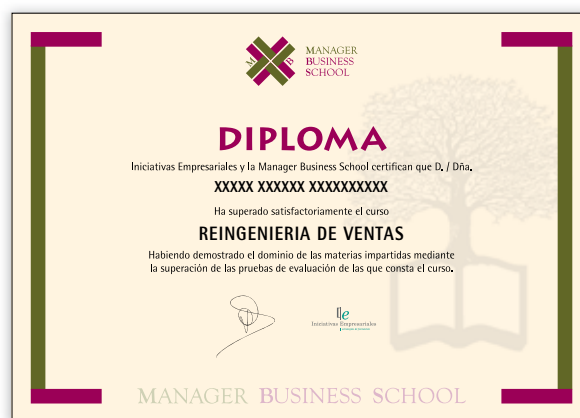 M B
MANAGER
BUSINESS
SCHOOL
DIPLOMA
Iniciativas Empresariales y la Manager Business School certifican que D. / Dña.
XXXXX XXXXXX XXXXXXXXXX
Ha superado satisfactoriamente el curso
REINGENIERIA DE VENTAS
Habiendo demostrado el dominio de las materias impartidas mediante
la superación de las pruebas de evaluación de las que consta el curso.
Ie
Iniciativas Empresariales
MANAGER BUSINESS SCHOOL